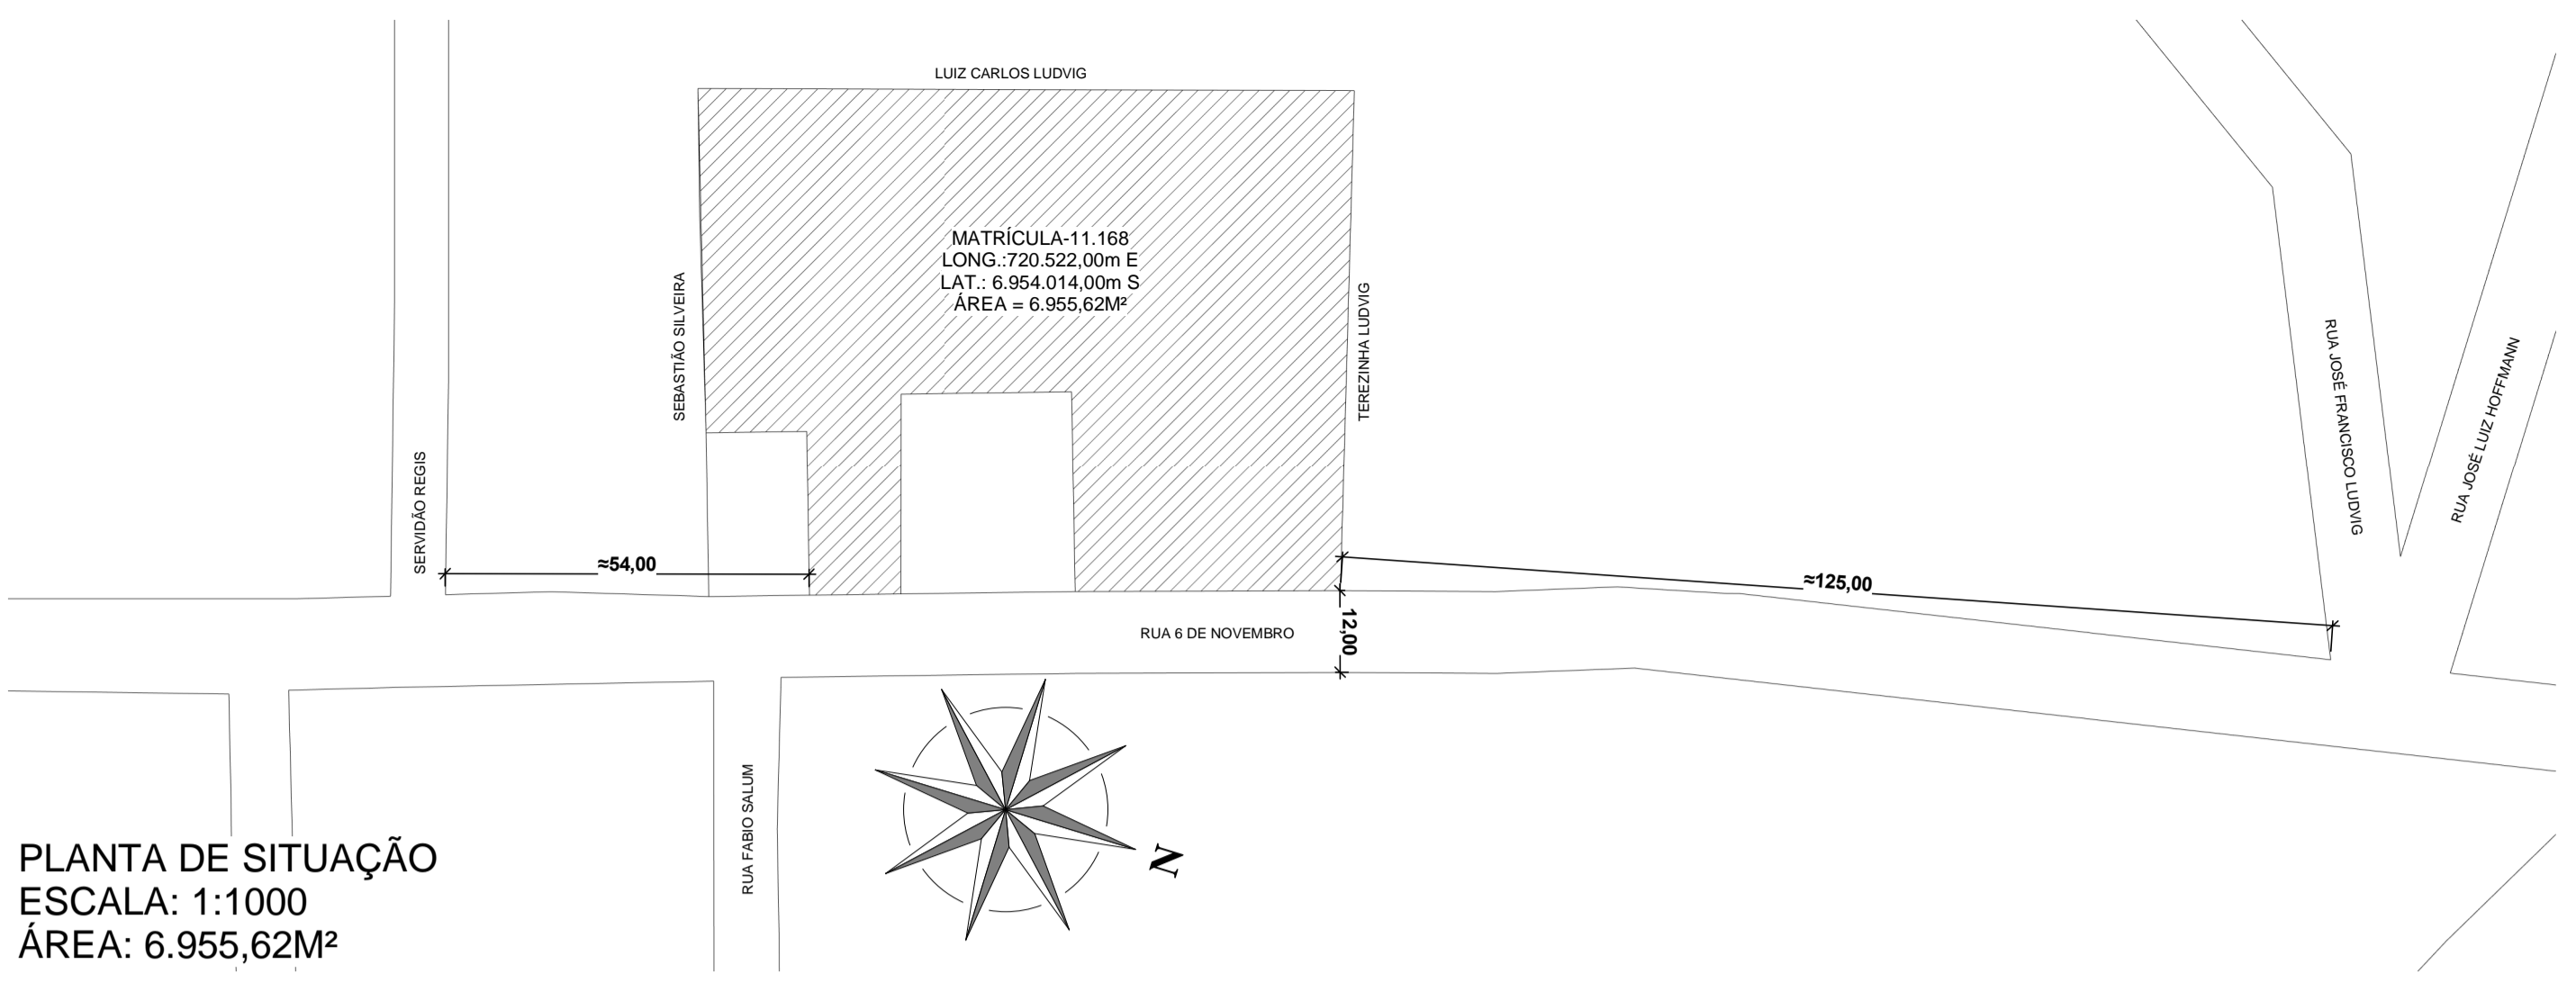 LUIZ CARLOS LUDVIG
MATRÍCULA-11.168
LONG.:720.522,00m E
LAT.: 6.954.014,00m S
ÁREA = 6.955,62M²
SEBASTIÃO SILVEIRA
TEREZINHA LUDVIG
RUA JOSÉ FRANCISCO LUDVIG
RUA JOSÉ LUIZ HOFFMANN
SERVIDÃO REGIS
≈54,00
≈125,00
12,00
RUA 6 DE NOVEMBRO
RUA FABIO SALUM
N
PLANTA DE SITUAÇÃO
ESCALA: 1:1000
ÁREA: 6.955,62M²